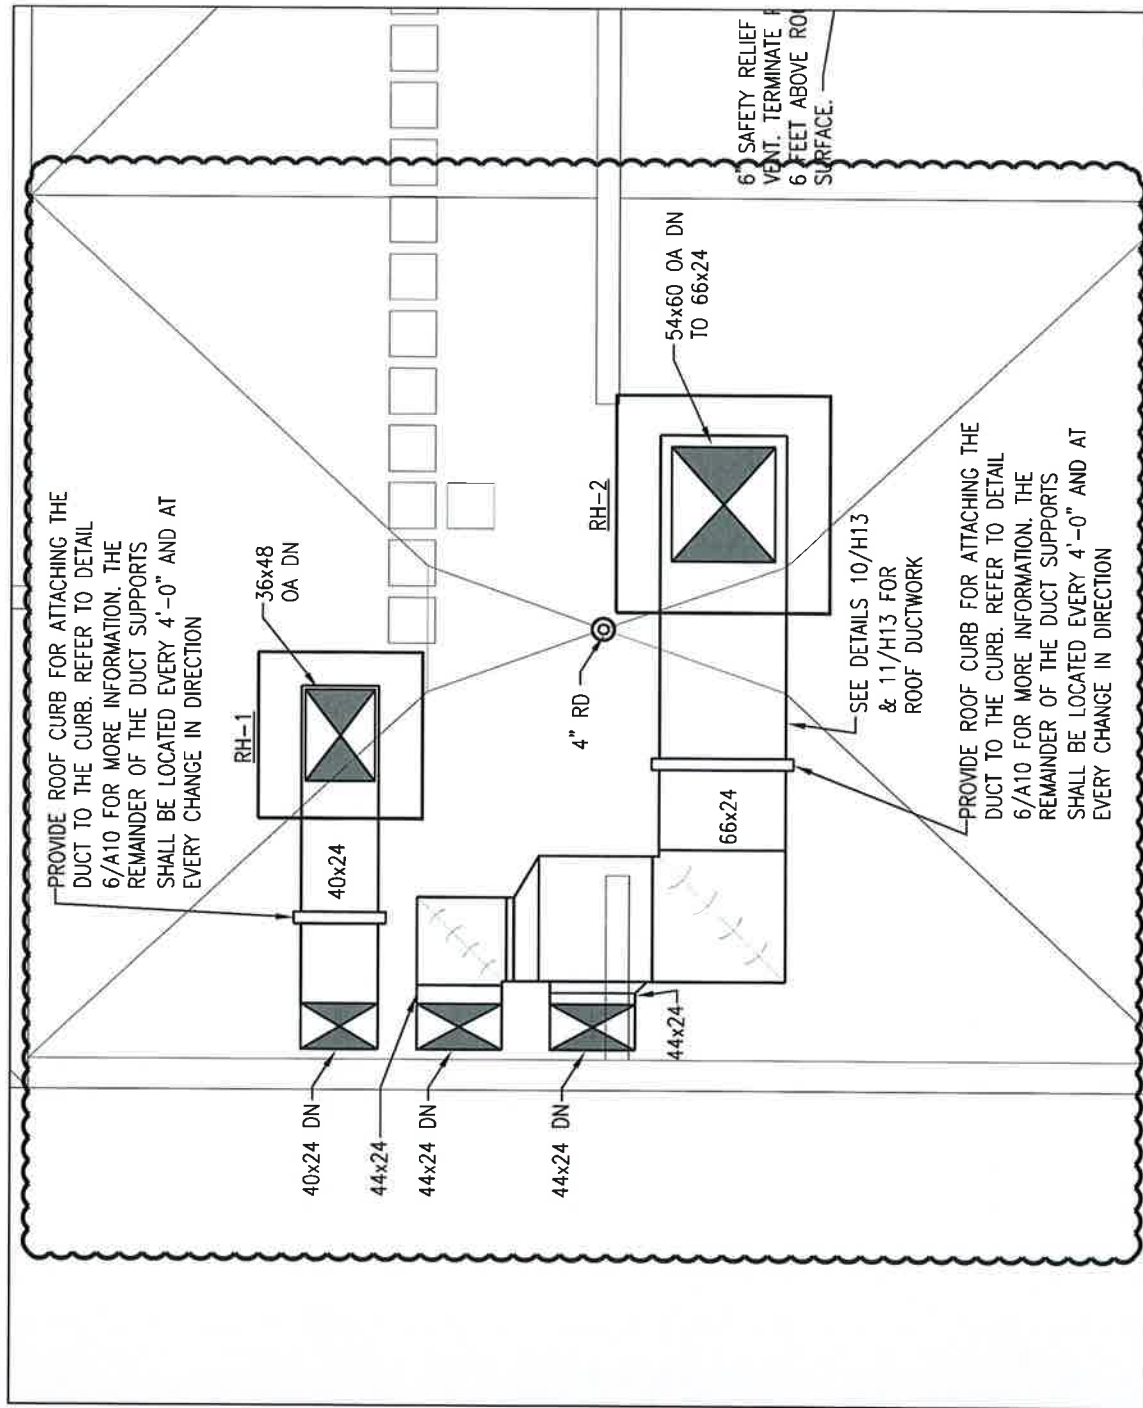 PROVIDE ROOF CURB FOR ATTACHING THE
DUCT TO THE CURB. REFER TO DETAIL
6/A10 FOR MORE INFORMATION. THE
REMAINDER OF THE DUCT SUPPORTS
SHALL BE LOCATED EVERY 4'-0" AND AT
EVERY CHANGE IN DIRECTION
RH-1
36x48
OA DN
40x24
40x24 DN
44x24
44x24 DN
44x24 DN
44x24
4" RD
RH-2
54x60 OA DN
TO 66x24
66x24
SEE DETAILS 10/H13
& 11/H13 FOR
ROOF DUCTWORK
PROVIDE ROOF CURB FOR ATTACHING THE
DUCT TO THE CURB. REFER TO DETAIL
6/A10 FOR MORE INFORMATION. THE
REMAINDER OF THE DUCT SUPPORTS
SHALL BE LOCATED EVERY 4'-0" AND AT
EVERY CHANGE IN DIRECTION
6" SAFETY RELIEF
VENT. TERMINATE
6 FEET ABOVE
SURFACE.